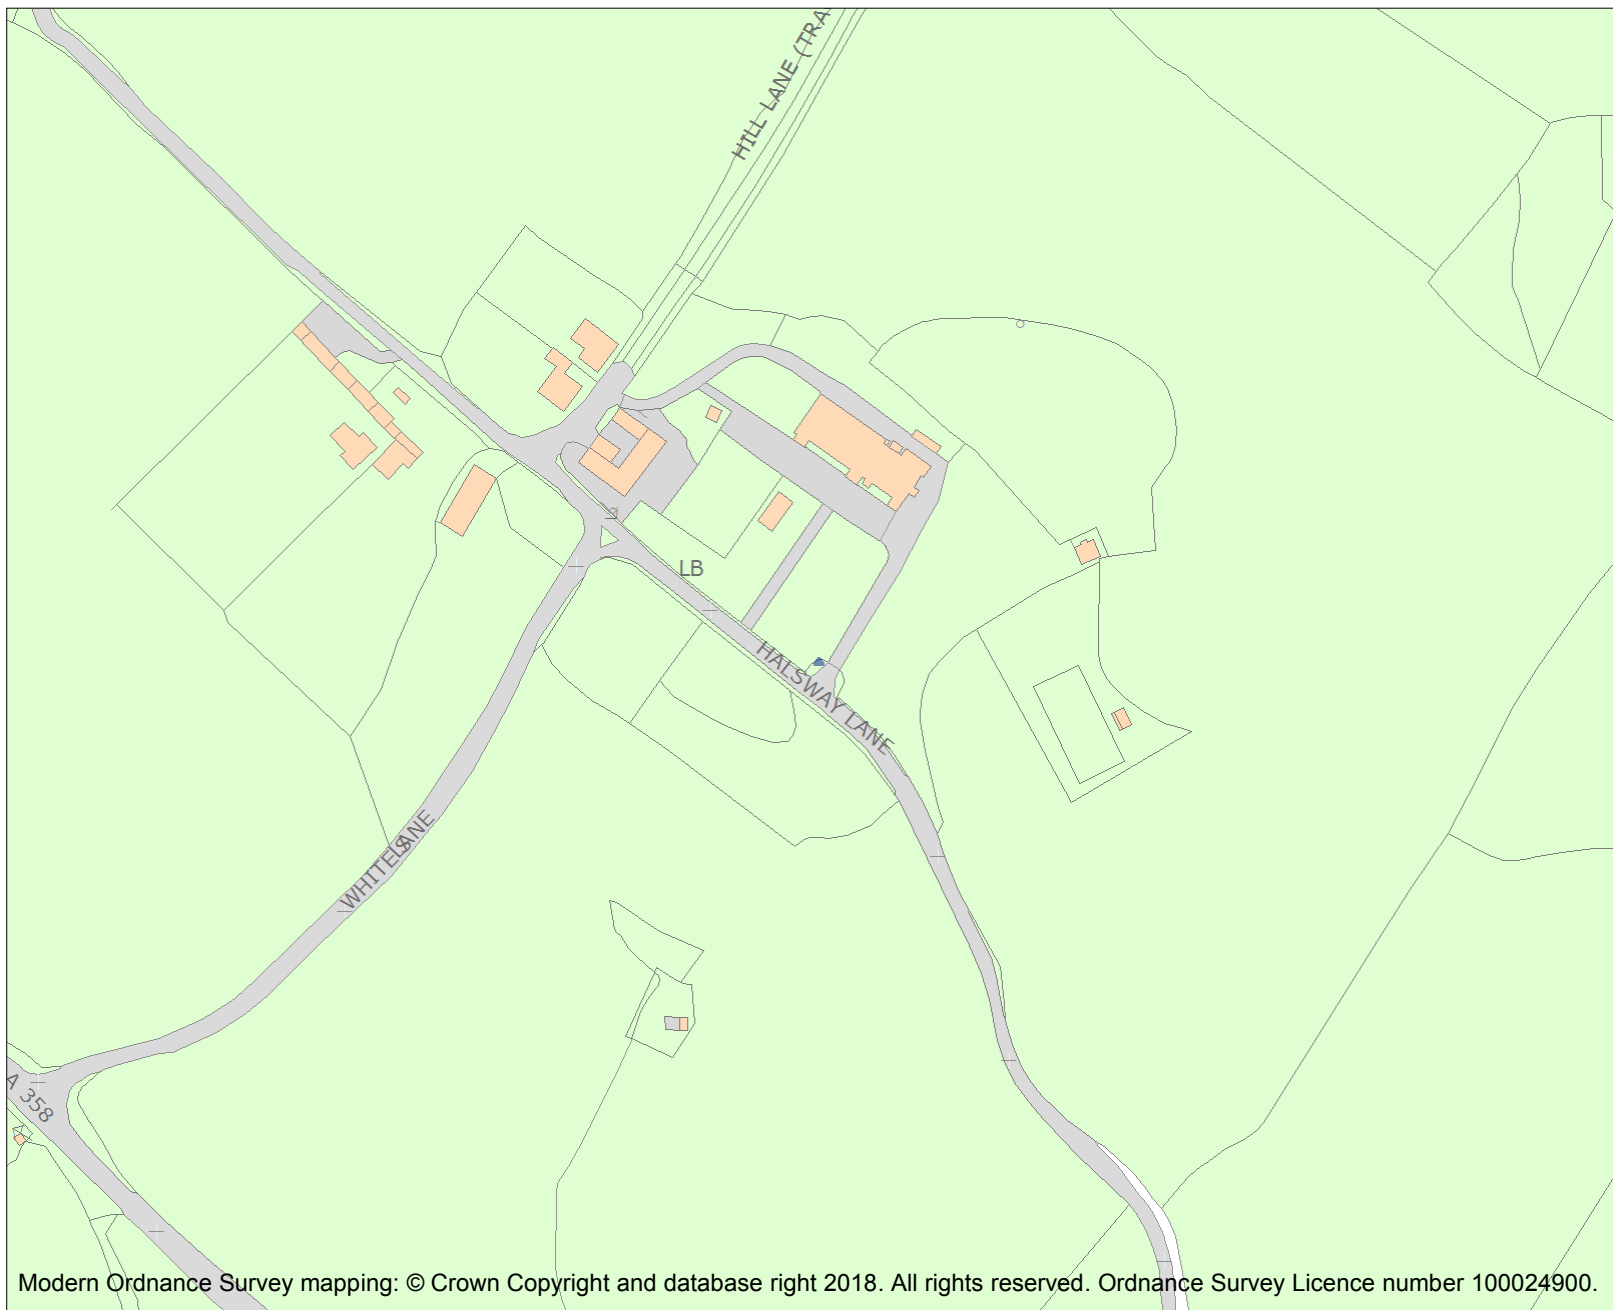 HILL LANE (TRA
LB
HALSWAY LANE
WHITE'S LANE
A 358
Modern Ordnance Survey mapping: © Crown Copyright and database right 2018. All rights reserved. Ordnance Survey Licence number 100024900.